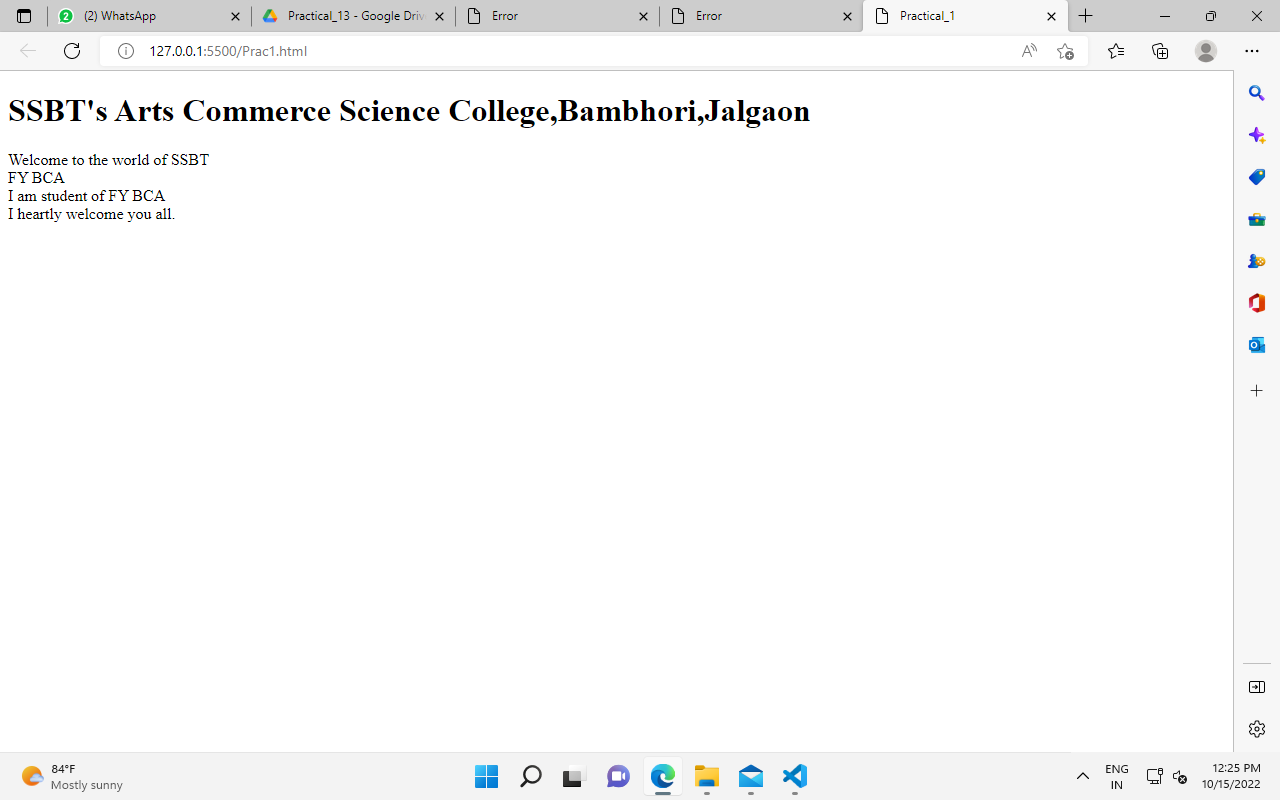 (2) WhatsApp
Practical_13 - Google Driv
Error
Error
Practical_1
127.0.0.1:5500/Prac1.html
SSBT's Arts Commerce Science College,Bambhori,Jalgaon
Welcome to the world of SSBT
FY BCA
I am student of FY BCA
I heartly welcome you all.
84°F
Mostly sunny
ENG
IN
12:25 PM
10/15/2022